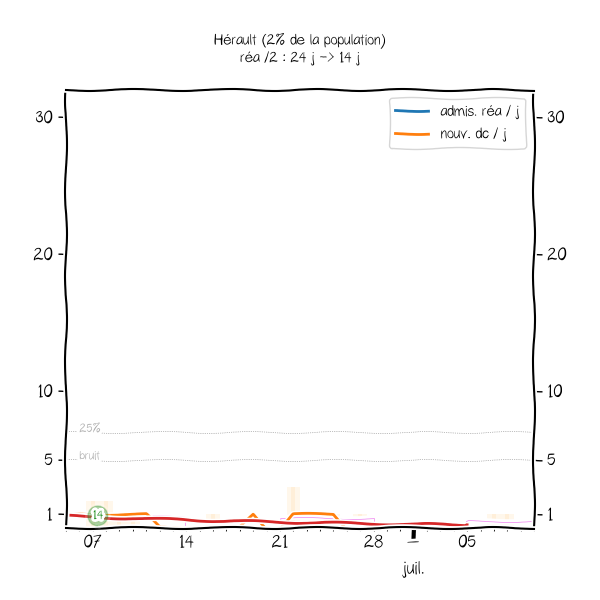 Hérault (2% de la population)
réa /2 : 24 j -> 14 j
admis. réa / j
nouv. dc / j
30
30
20
20
10
10
25%
5
5
bruit
1
1
14
07
14
21
28
05
juil.